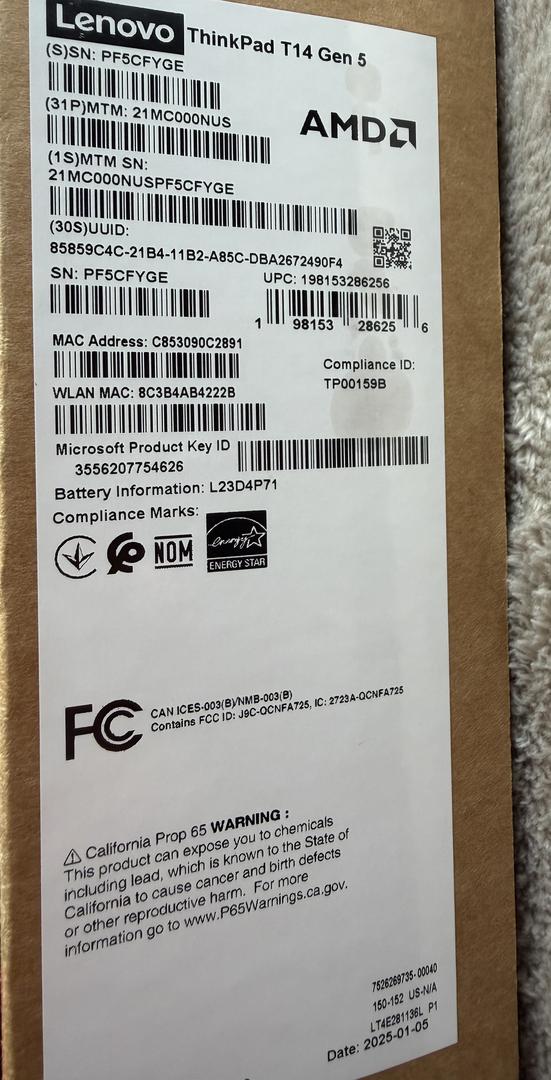 Lenovo ThinkPad T14 Gen 5
(S)SN: PF5CFYGE
(31P)MTM: 21MC000NUS
AMD
(1S)MTM SN:
21MC000NUSPF5CFYGE
(30S)UUID:
85859C4C-21B4-11B2-A85C-DBA2672490F4
SN: PF5CFYGE
UPC: 198153286256
1 98153 28625 6
MAC Address: C853090C2891
Compliance ID:
TP00159B
WLAN MAC: 8C3B4AB4222B
Microsoft Product Key ID
3556207754626
Battery Information: L23D4P71
Compliance Marks:
NOM
energy
ENERGY STAR
FC
CAN ICES-003(B)/NMB-003(B)
Contains FCC ID: J9C-QCNFA725, IC: 2723A-QCNFA725
⚠ California Prop 65 WARNING :
This product can expose you to chemicals
including lead, which is known to the State of
California to cause cancer and birth defects
or other reproductive harm. For more
information go to www.P65Warnings.ca.gov.
7526269735-00040
150-152 US-N/A
LT4E281136L P1
Date: 2025-01-05